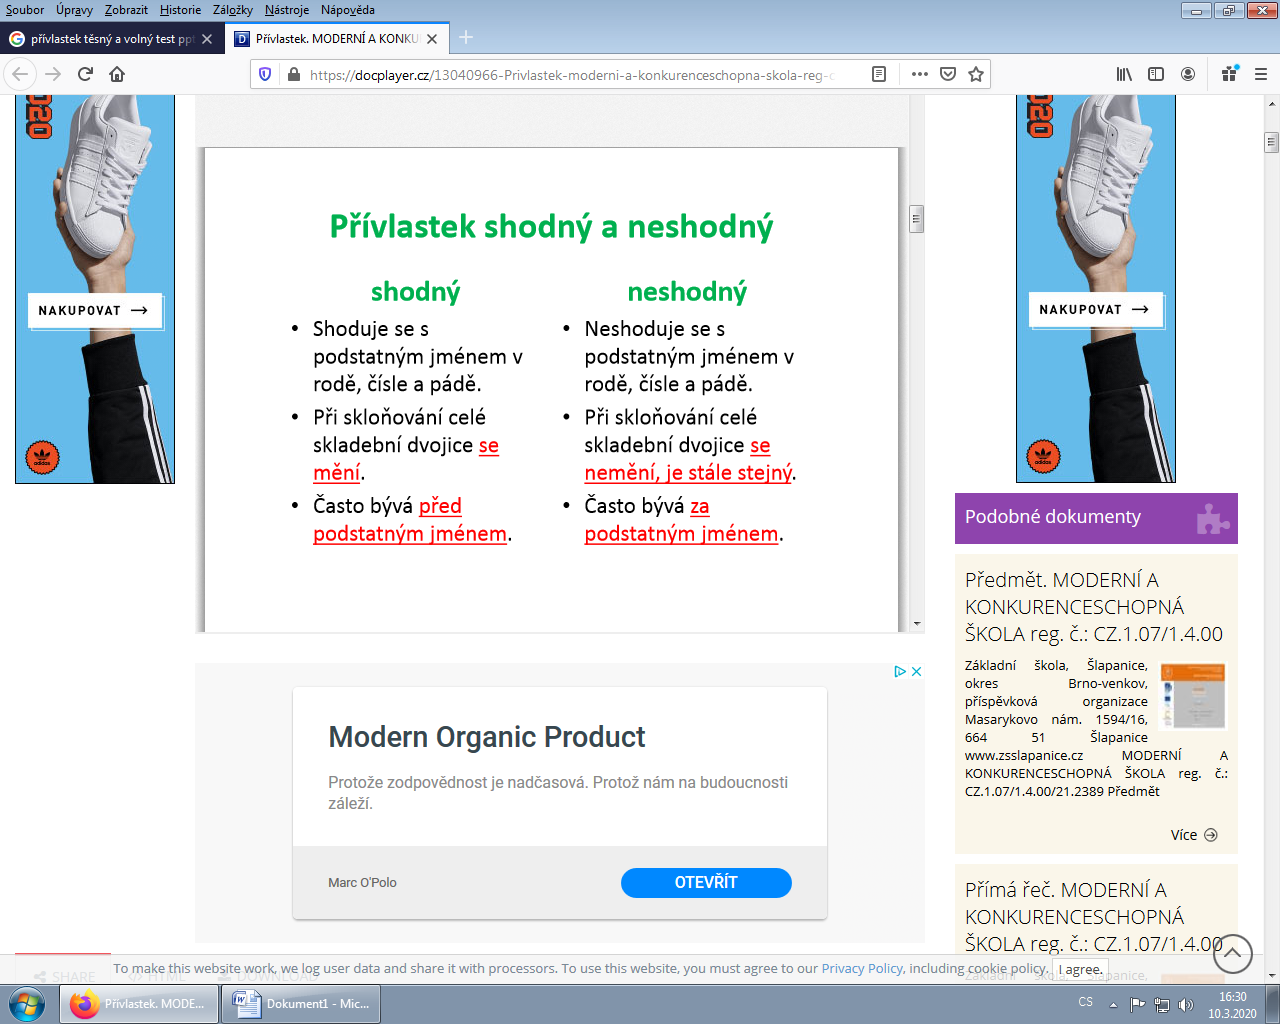 Soubor Úpravy Zobrazit Historie Záložky Nástroje Nápověda
přívlastek těsný a volný test ppt
Přívlastek. MODERNÍ A KONKU
https://docplayer.cz/13040966-Privlastek-moderni-a-konkurenceschopna-skola-reg-c
2020
NAKUPOVAT
adidas
Přívlastek shodný a neshodný
shodný
• Shoduje se s
podstatným jménem v
rodě, čísle a pádě.
• Při skloňování celé
skladební dvojice se
mění.
• Často bývá před
podstatným jménem.
neshodný
• Neshoduje se s
podstatným jménem v
rodě, čísle a pádě.
• Při skloňování celé
skladební dvojice se
nemění, je stále stejný.
• Často bývá za
podstatným jménem.
2020
NAKUPOVAT
adidas
Podobné dokumenty
Předmět. MODERNÍ A
KONKURENCESCHOPNÁ
ŠKOLA reg. č.: CZ.1.07/1.4.00
Základní škola, Šlapanice,
okres Brno-venkov,
příspěvková organizace
Masarykovo nám. 1594/16,
664 51 Šlapanice
www.zsslapanice.cz MODERNÍ A
KONKURENCESCHOPNÁ ŠKOLA reg. č.:
CZ.1.07/1.4.00/21.2389 Předmět
Více
Přímá řeč. MODERNÍ A
KONKURENCESCHOPNÁ
ŠKOLA reg. č.: CZ.1.07/1.4.00
Modern Organic Product
Protože zodpovědnost je nadčasová. Protož nám na budoucnosti
záleží.
Marc O'Polo
OTEVŘÍT
SHARE HTML DOWNLOAD
To make this website work, we log user data and share it with processors. To use this website, you must agree to our Privacy Policy, including cookie policy. I agree.
Přívlastek. MODE...
Dokument1 - Mic...
CS
16:30
10.3.2020